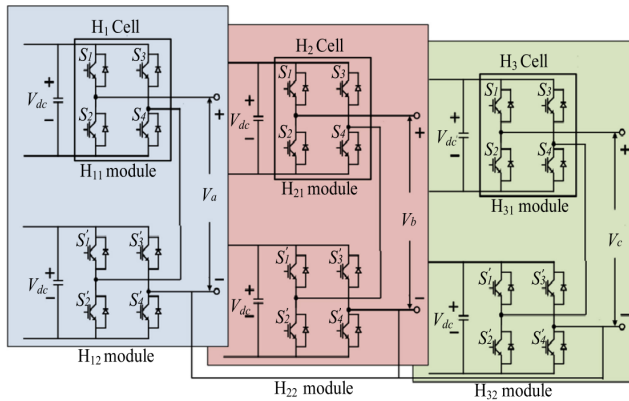 H1 Cell
S1
S3
+
Vdc
−
S2
S4
+
H11 module
Va
S'1
S'3
+
Vdc
−
S'2
S'4
−
H12 module
H2 Cell
S1
S3
+
Vdc
−
S2
S4
+
H21 module
Vb
S'1
S'3
+
Vdc
−
S'2
S'4
−
H22 module
H3 Cell
S1
S3
+
Vdc
−
S2
S4
+
H31 module
Vc
S'1
S'3
+
Vdc
−
S'2
S'4
−
H32 module